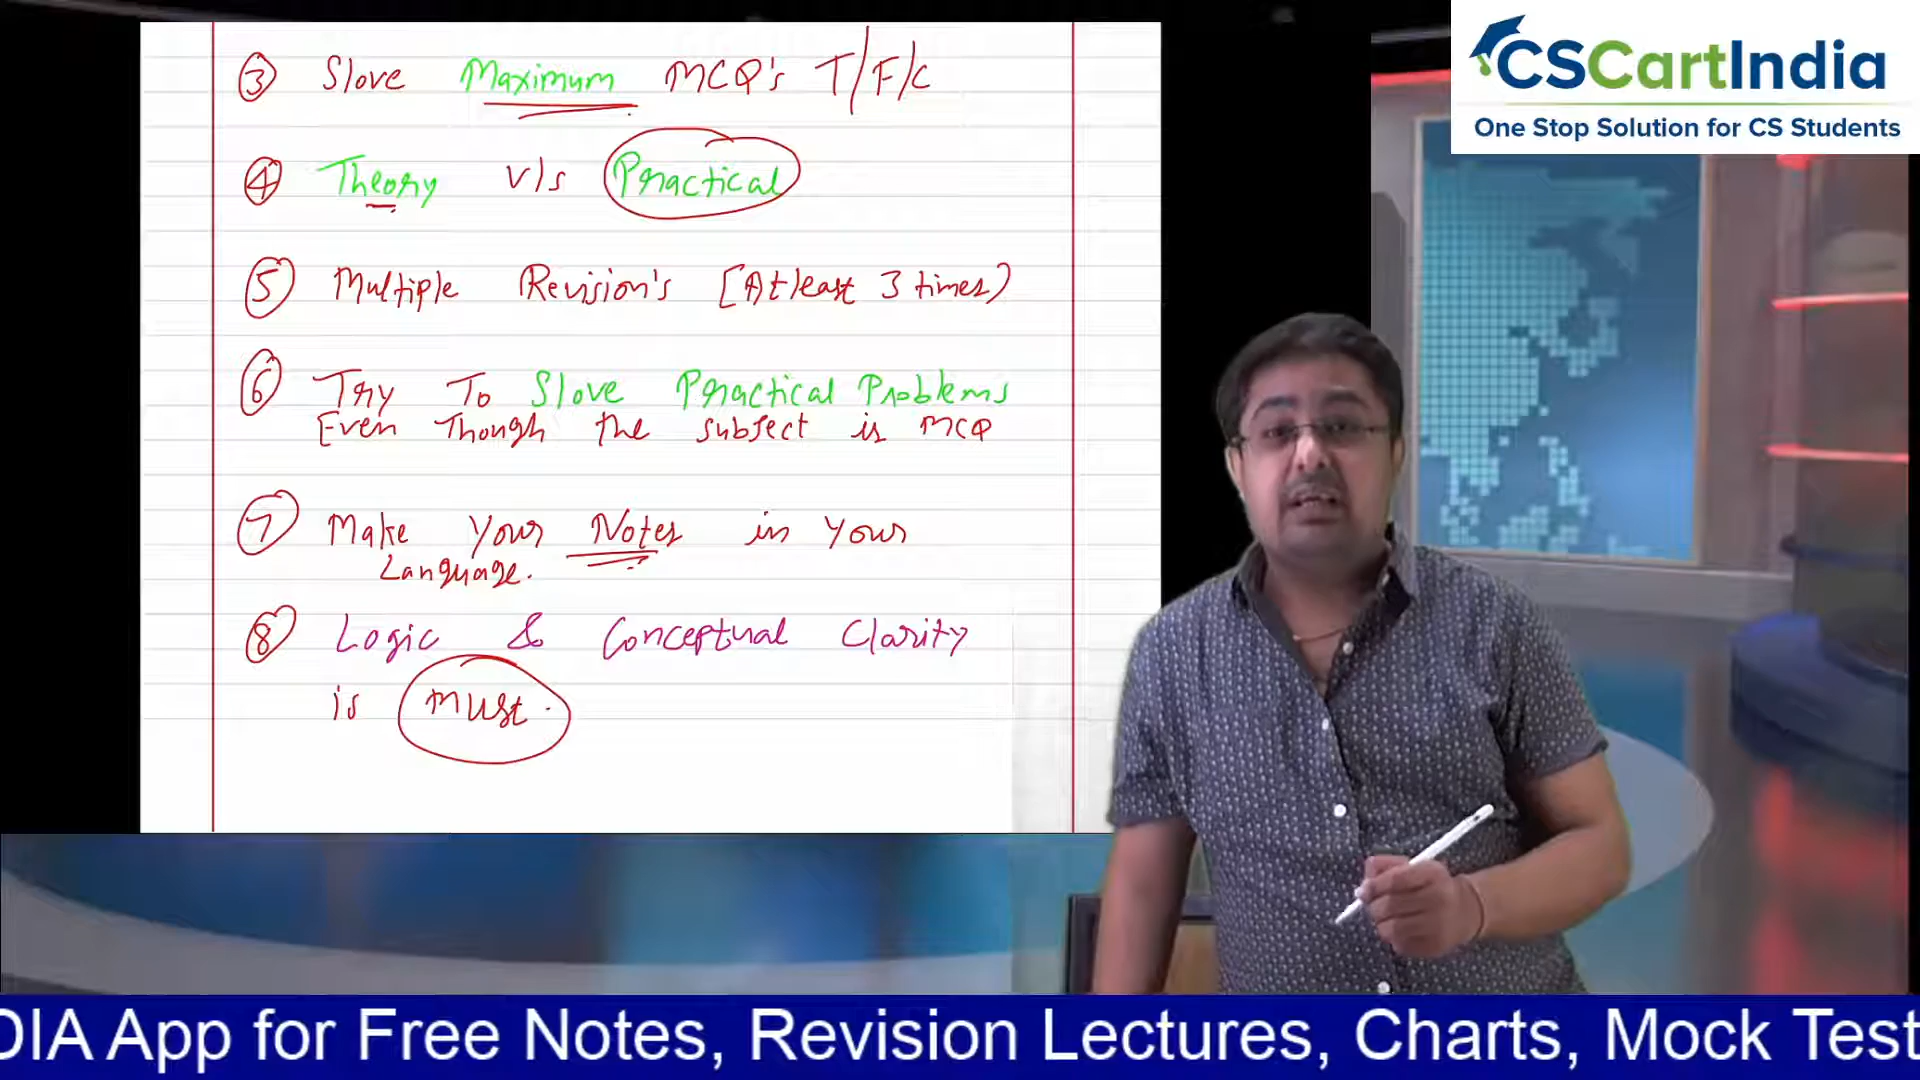 CSCartIndia
One Stop Solution for CS Students
3 Slove Maximum MCQ's T/F/C
4 Theory v/s Practical
5 Multiple Revision's [Atleast 3 times)
6 Try To Slove Practical Problems
Even Though the subject is MCQ
7 Make Your Notes in Your
Language.
8 Logic & Conceptual Clarity
is must.
DIA App for Free Notes, Revision Lectures, Charts, Mock Test